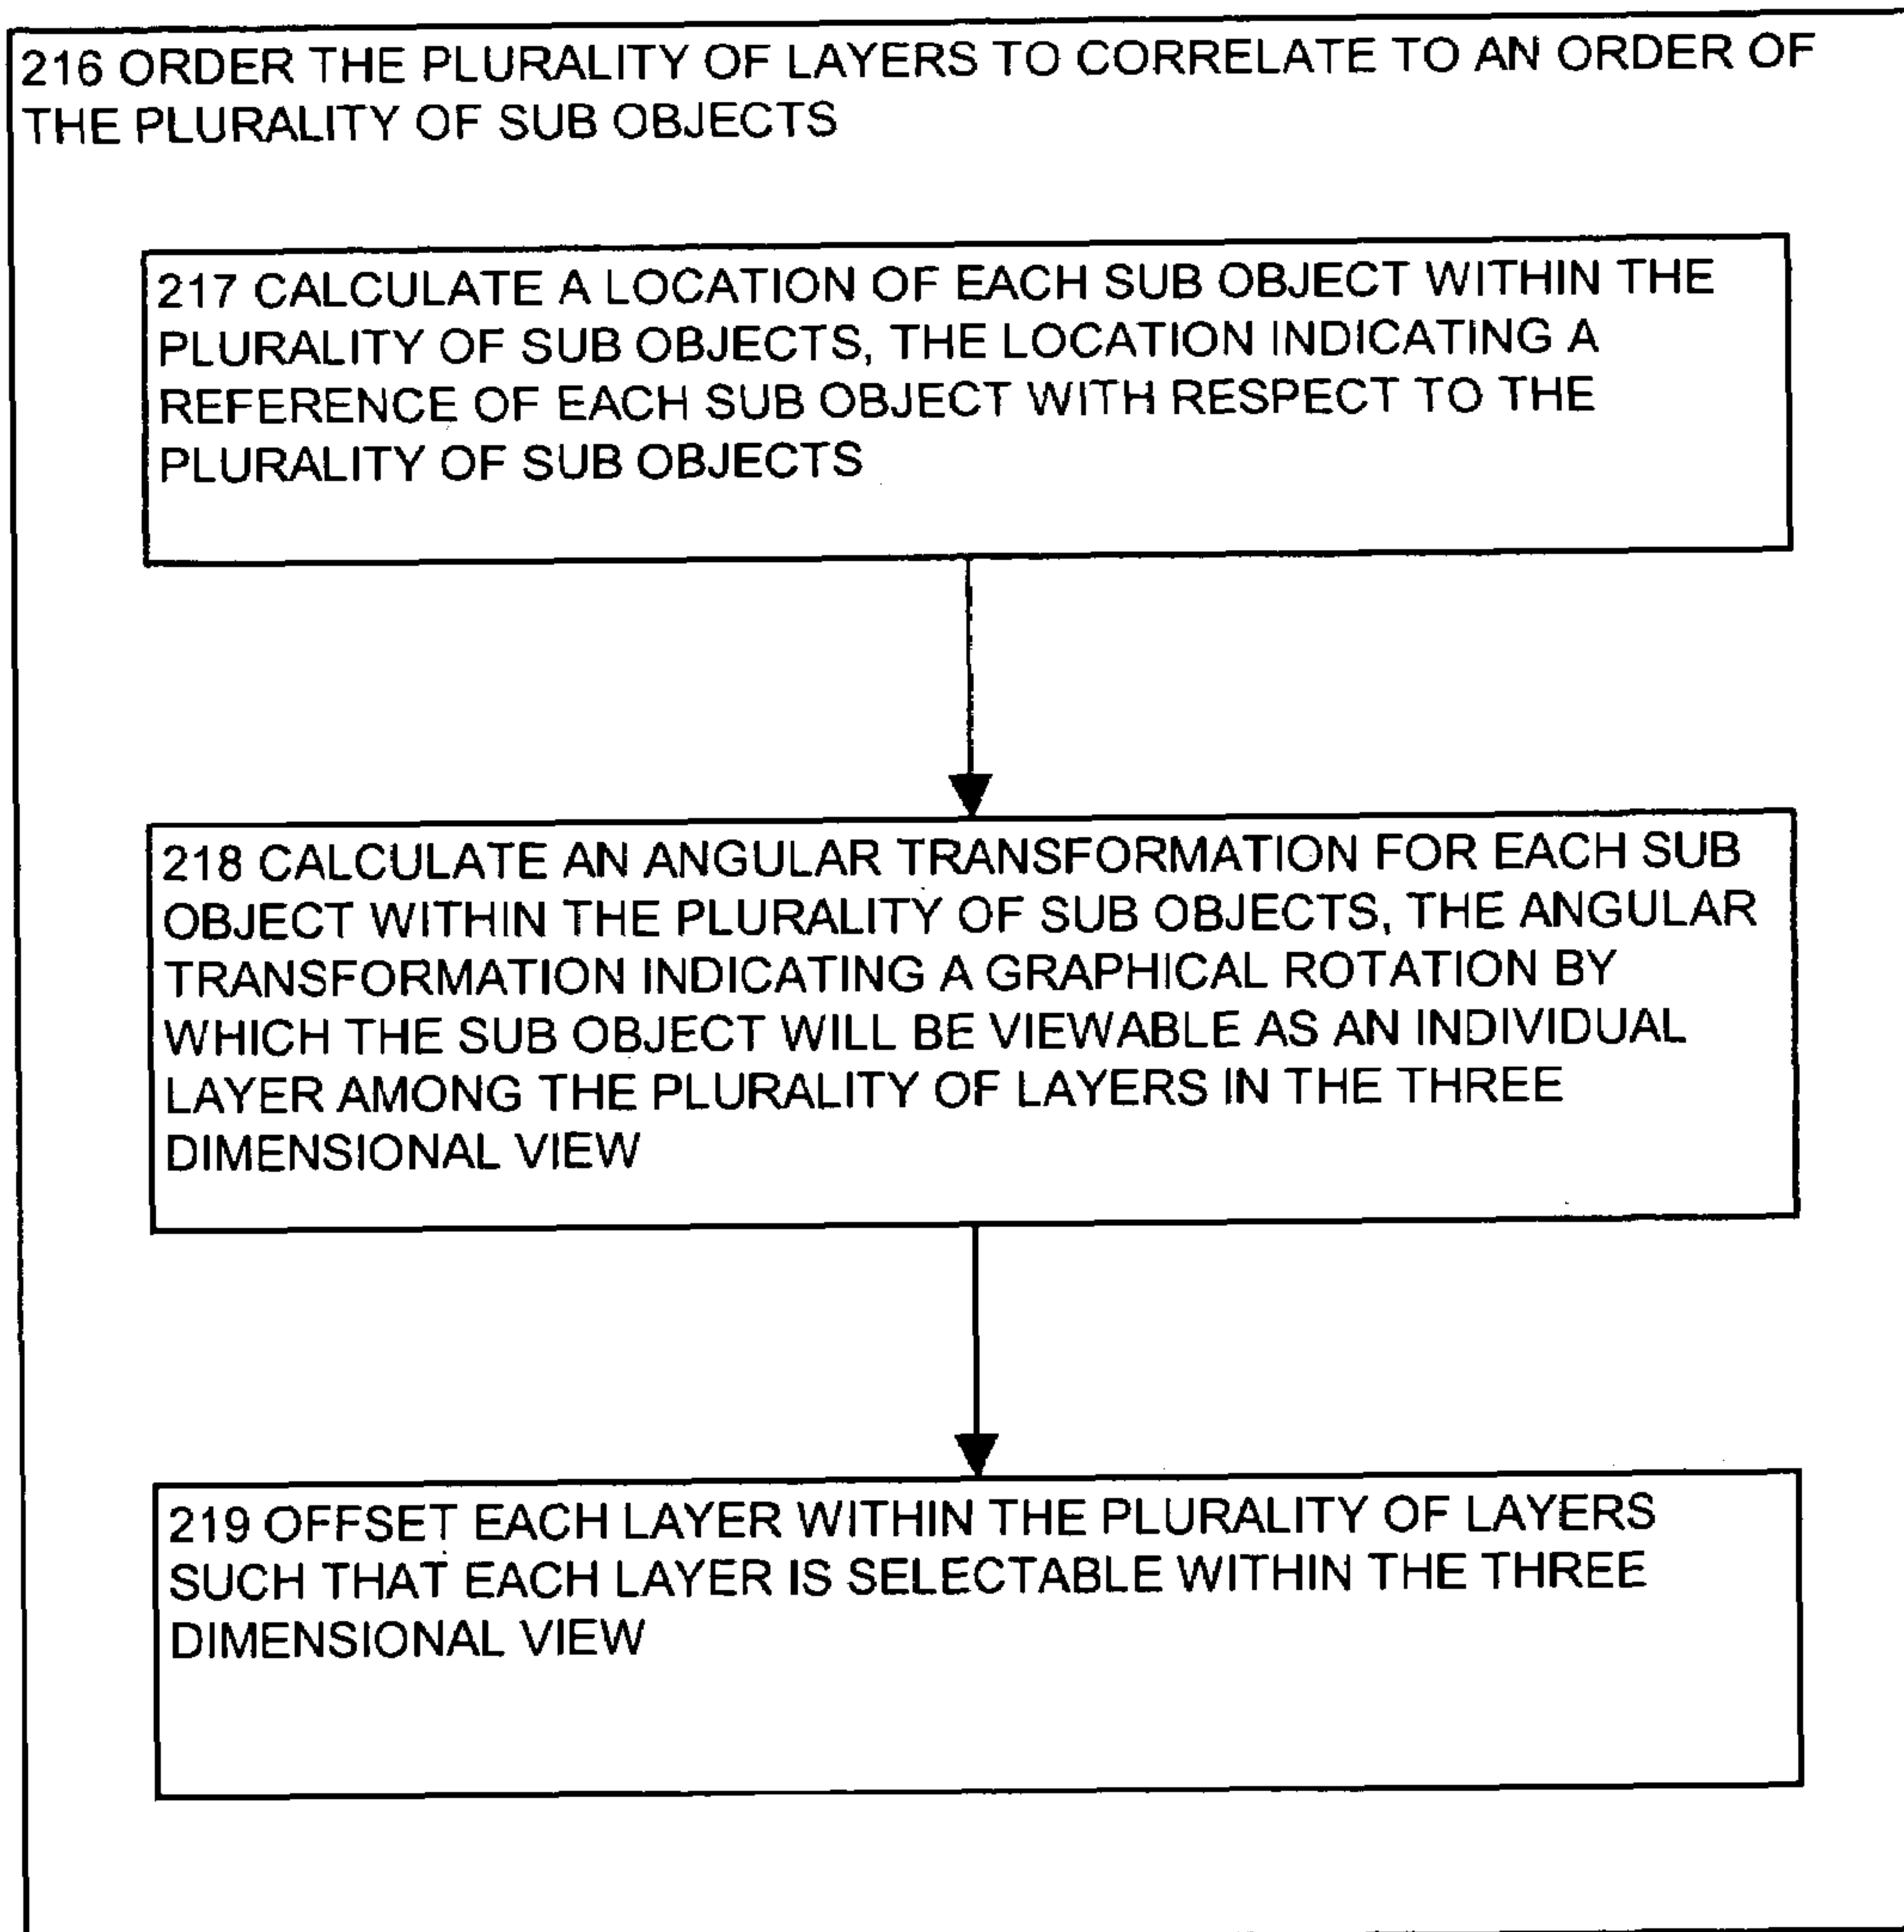 216 ORDER THE PLURALITY OF LAYERS TO CORRELATE TO AN ORDER OF
THE PLURALITY OF SUB OBJECTS
217 CALCULATE A LOCATION OF EACH SUB OBJECT WITHIN THE
PLURALITY OF SUB OBJECTS, THE LOCATION INDICATING A
REFERENCE OF EACH SUB OBJECT WITH RESPECT TO THE
PLURALITY OF SUB OBJECTS
218 CALCULATE AN ANGULAR TRANSFORMATION FOR EACH SUB
OBJECT WITHIN THE PLURALITY OF SUB OBJECTS, THE ANGULAR
TRANSFORMATION INDICATING A GRAPHICAL ROTATION BY
WHICH THE SUB OBJECT WILL BE VIEWABLE AS AN INDIVIDUAL
LAYER AMONG THE PLURALITY OF LAYERS IN THE THREE
DIMENSIONAL VIEW
219 OFFSET EACH LAYER WITHIN THE PLURALITY OF LAYERS
SUCH THAT EACH LAYER IS SELECTABLE WITHIN THE THREE
DIMENSIONAL VIEW